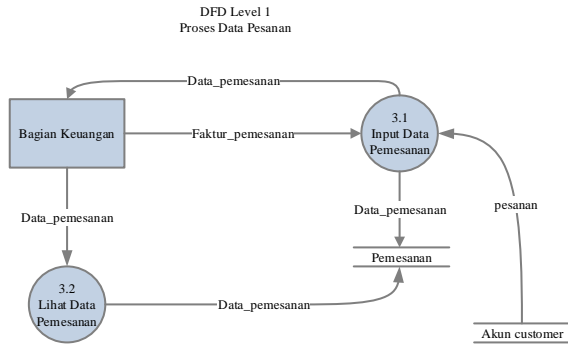 DFD Level 1
Proses Data Pesanan
Data_pemesanan
Bagian Keuangan
Faktur_pemesanan
3.1
Input Data
Pemesanan
Data_pemesanan
Data_pemesanan
pesanan
Pemesanan
3.2
Lihat Data
Pemesanan
Data_pemesanan
Akun customer